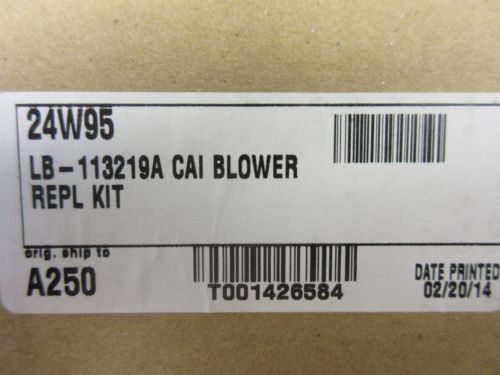 24W95
LB-113219A CAI BLOWER
REPL KIT
orig. ship to
A250
T001426584
DATE PRINTED
02/20/14